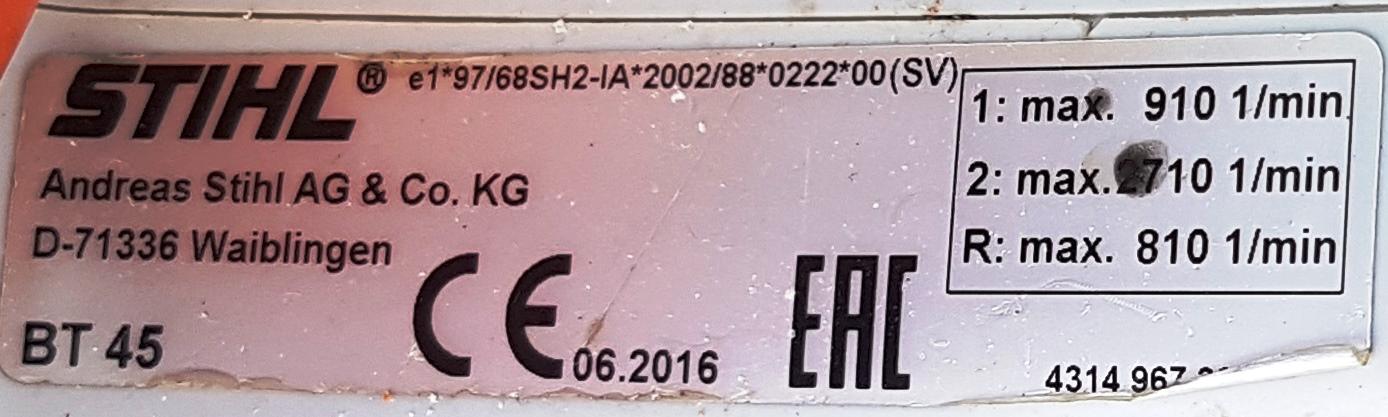 STIHL® e1*97/68SH2-IA*2002/88*0222*00(SV)
Andreas Stihl AG & Co. KG
D-71336 Waiblingen
BT 45
CE 06.2016
EAC
1: max. 910 1/min
2: max. 2710 1/min
R: max. 810 1/min
4314 967